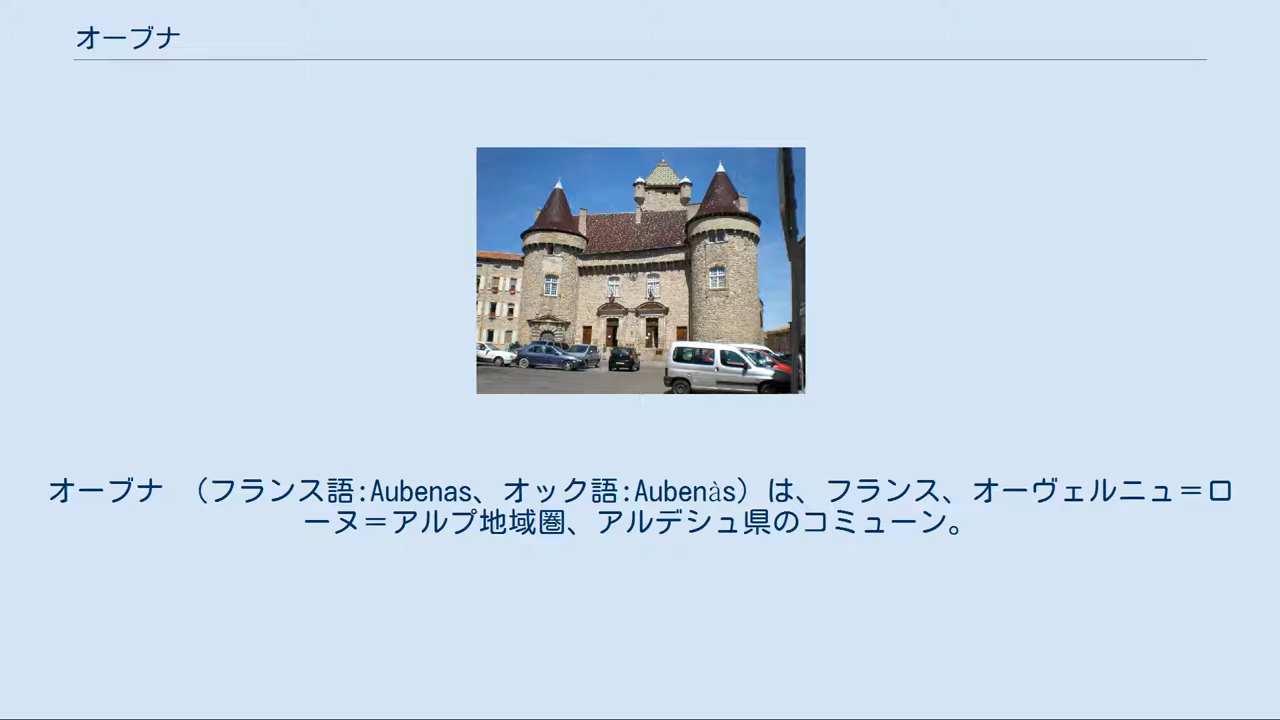 オーブナ
オーブナ （フランス語:Aubenas、オック語:Aubenàs）は、フランス、オーヴェルニュ＝ロ
ーヌ＝アルプ地域圏、アルデシュ県のコミューン。